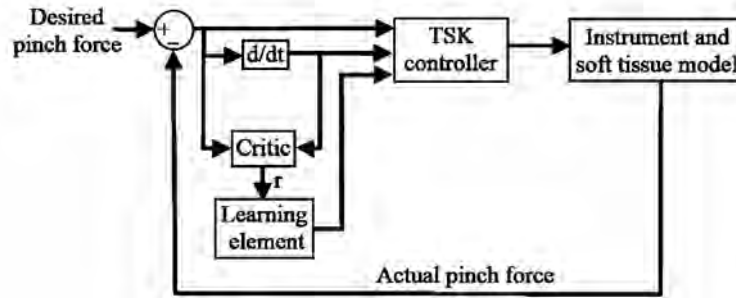 Desired
pinch force
+
−
d/dt
TSK
controller
Instrument and
soft tissue model
Critic
r
Learning
element
Actual pinch force